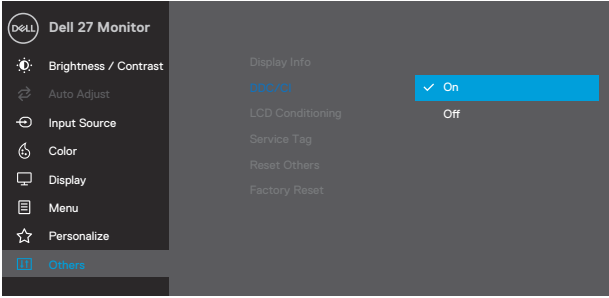 DELL
Dell 27 Monitor
Brightness / Contrast
Auto Adjust
Input Source
Color
Display
Menu
Personalize
Others
Display Info
DDC/CI
LCD Conditioning
Service Tag
Reset Others
Factory Reset
On
Off